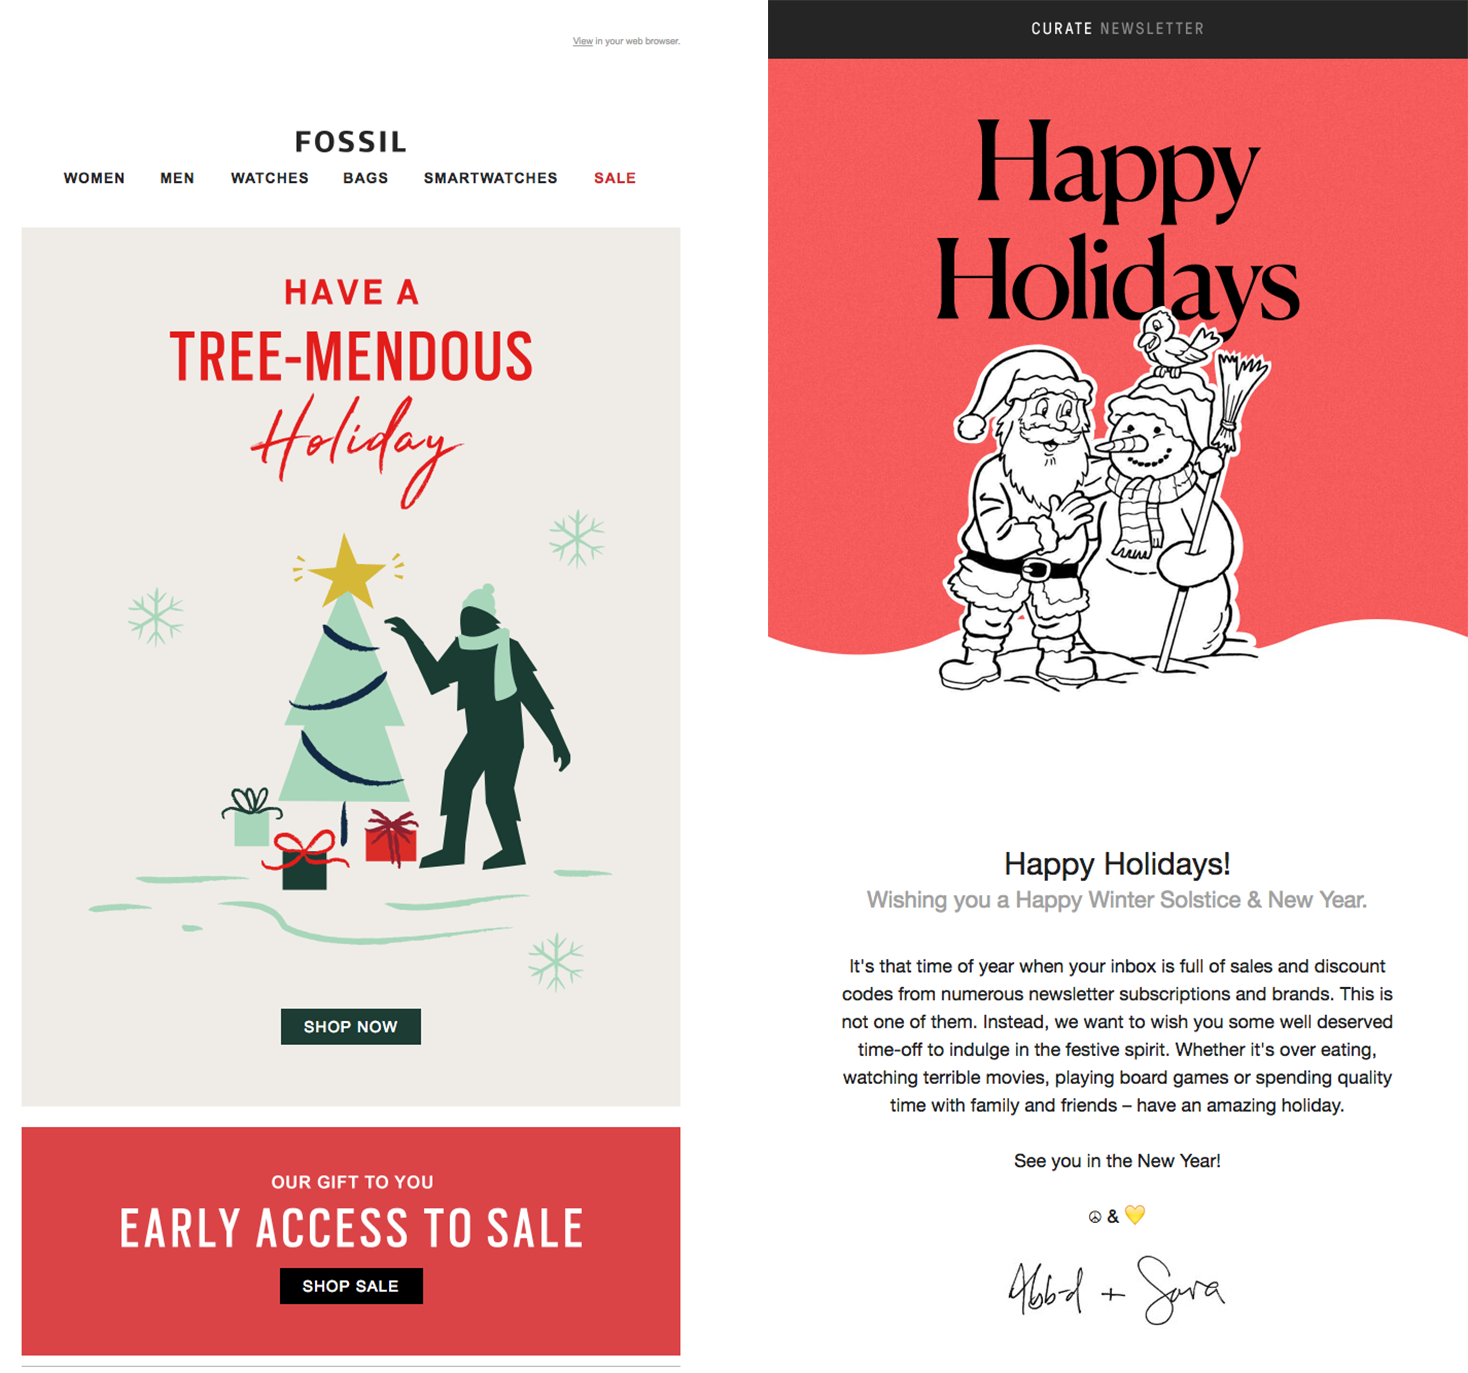 View in your web browser.
FOSSIL
WOMEN MEN WATCHES BAGS SMARTWATCHES SALE
HAVE A
TREE-MENDOUS
Holiday
SHOP NOW
OUR GIFT TO YOU
EARLY ACCESS TO SALE
SHOP SALE
CURATE NEWSLETTER
Happy
Holidays
Happy Holidays!
Wishing you a Happy Winter Solstice & New Year.
It's that time of year when your inbox is full of sales and discount
codes from numerous newsletter subscriptions and brands. This is
not one of them. Instead, we want to wish you some well deserved
time-off to indulge in the festive spirit. Whether it's over eating,
watching terrible movies, playing board games or spending quality
time with family and friends – have an amazing holiday.
See you in the New Year!
☮ & 💛
+ Sara